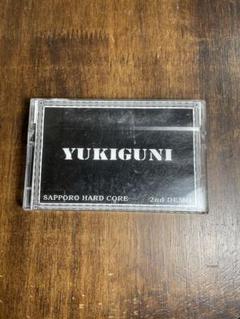 YUKIGUNI
SAPPORO HARD CORE 2nd DEMO